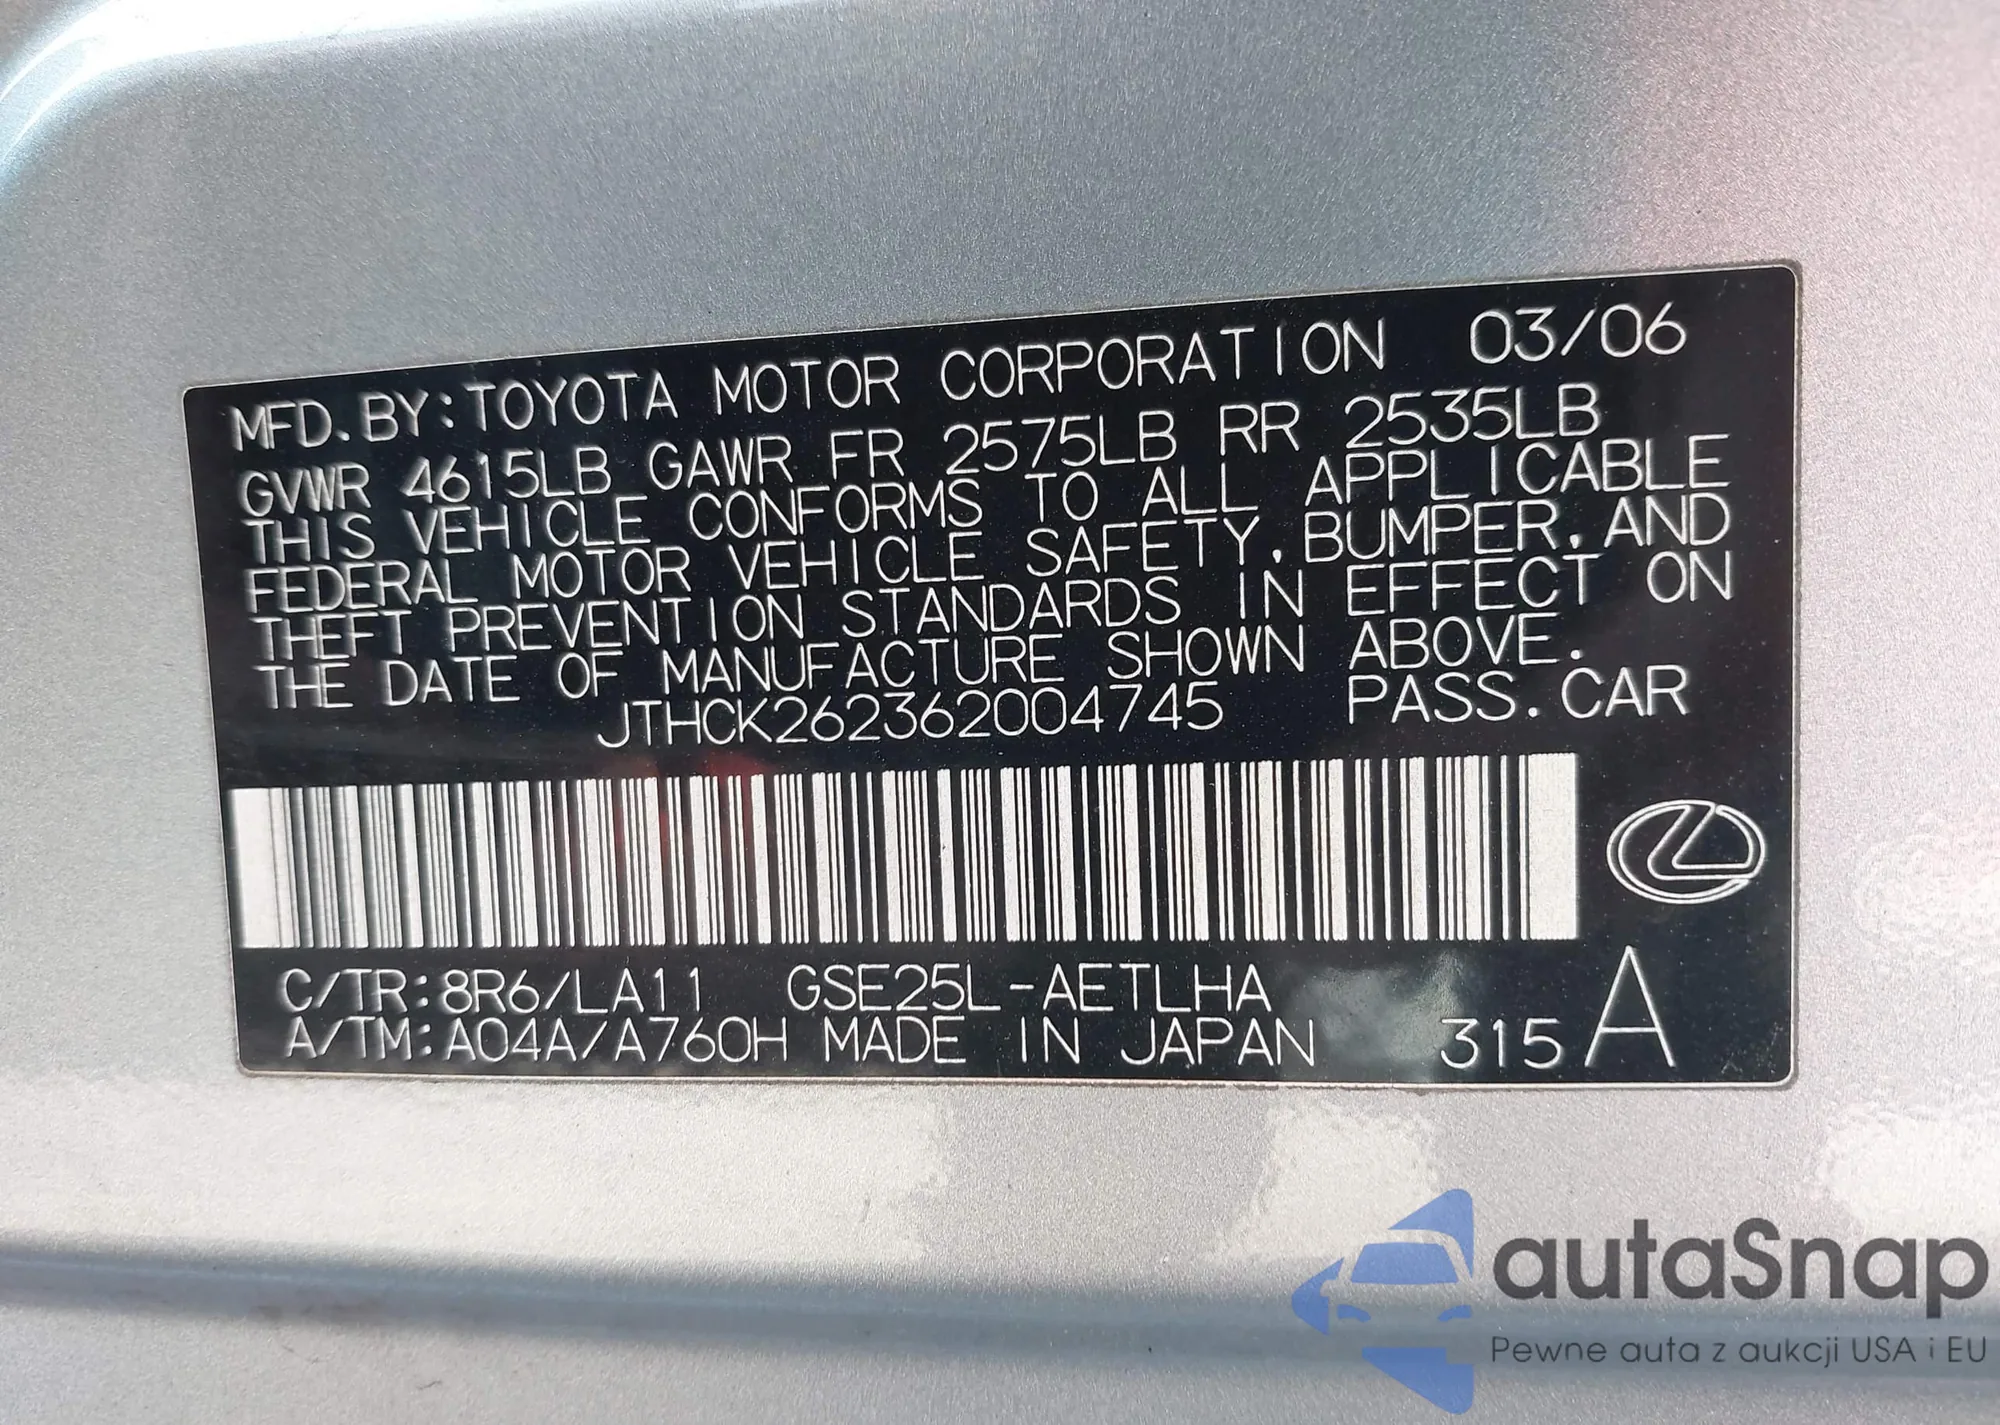 MFD. BY: TOYOTA MOTOR CORPORATION 03/06
GVWR 4615LB GAWR FR 2575LB RR 2535LB
THIS VEHICLE CONFORMS TO ALL APPLICABLE
FEDERAL MOTOR VEHICLE SAFETY, BUMPER, AND
THEFT PREVENTION STANDARDS IN EFFECT ON
THE DATE OF MANUFACTURE SHOWN ABOVE.
JTHCK262362004745 PASS. CAR
C/TR: 8R6/LA11 GSE25L-AETLHA
A/TM: A04A/A760H MADE IN JAPAN 315 A
autaSnap
Pewne auta z aukcji USA i EU